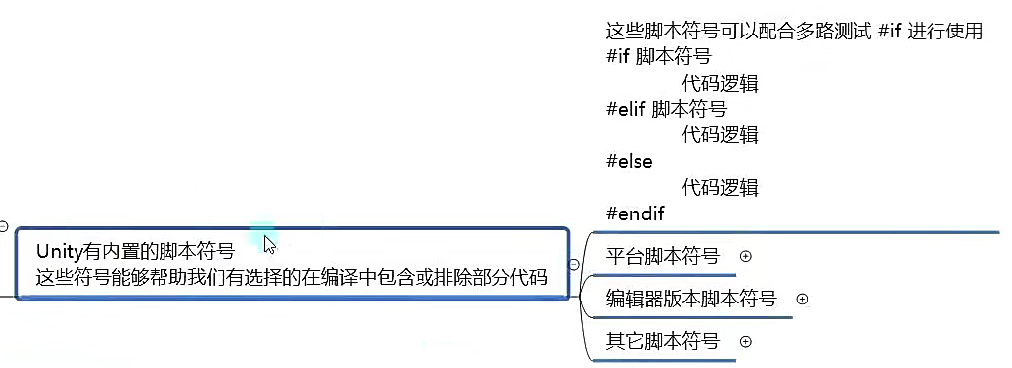 这些脚本符号可以配合多路测试 #if 进行使用
#if 脚本符号
代码逻辑
#elif 脚本符号
代码逻辑
#else
代码逻辑
#endif
Unity有内置的脚本符号
这些符号能够帮助我们有选择的在编译中包含或排除部分代码
平台脚本符号
编辑器版本脚本符号
其它脚本符号